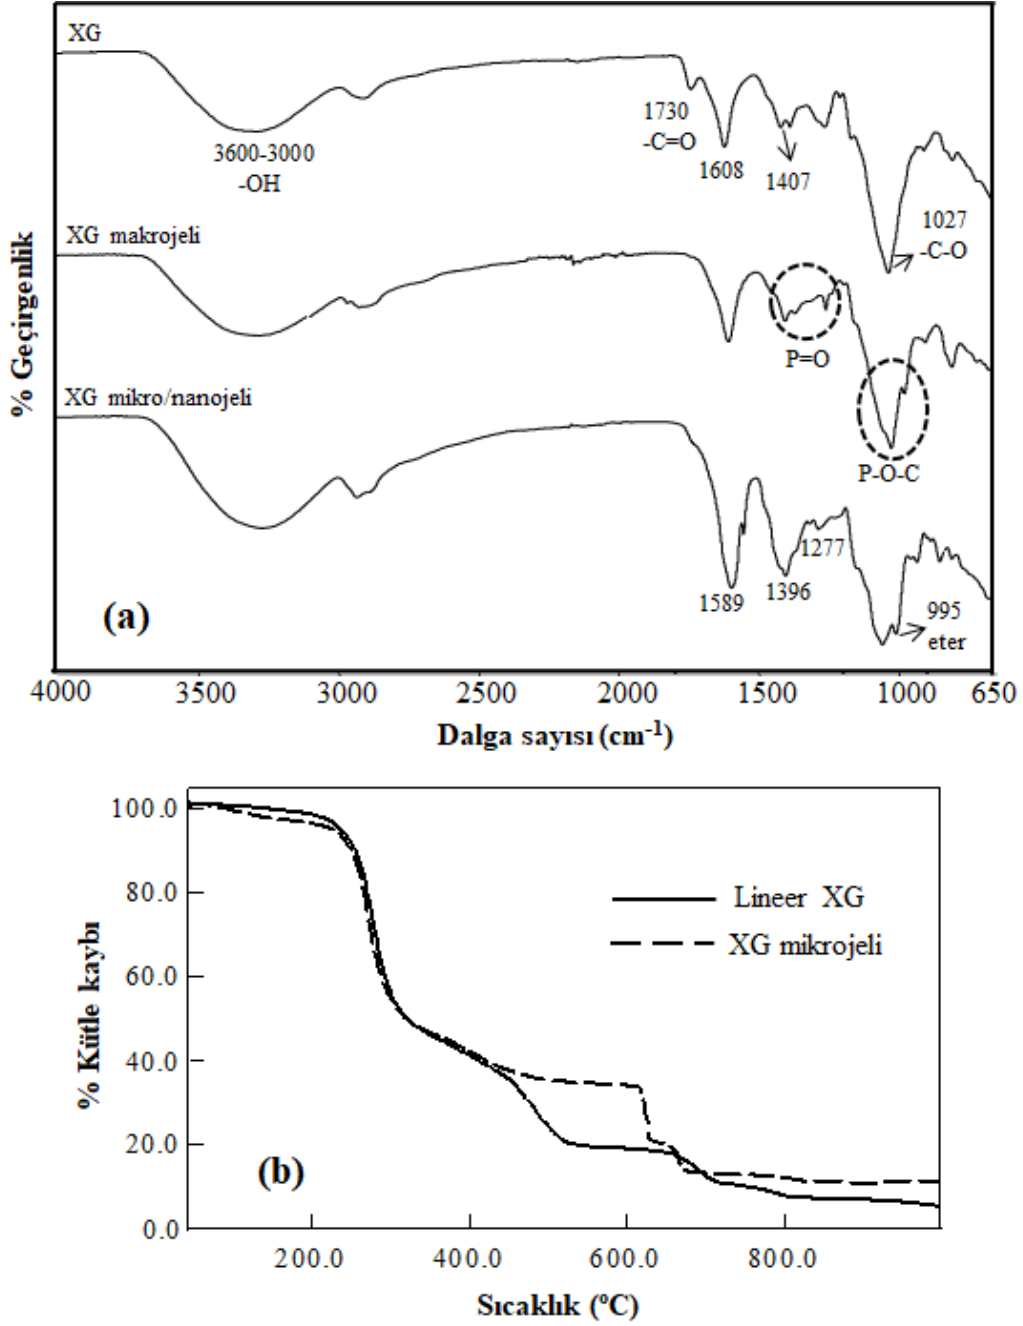 XG
3600-3000
-OH
1730
-C=O
1608
1407
1027
-C-O
XG makrojeli
P=O
P-O-C
XG mikro/nanojeli
1589
1396
1277
995
eter
(a)
% Geçirgenlik
4000 3500 3000 2500 2000 1500 1000 650
Dalga sayısı (cm⁻¹)
100.0
80.0
60.0
40.0
20.0
0.0
% Kütle kaybı
Lineer XG
XG mikrojeli
(b)
200.0 400.0 600.0 800.0
Sıcaklık (ºC)